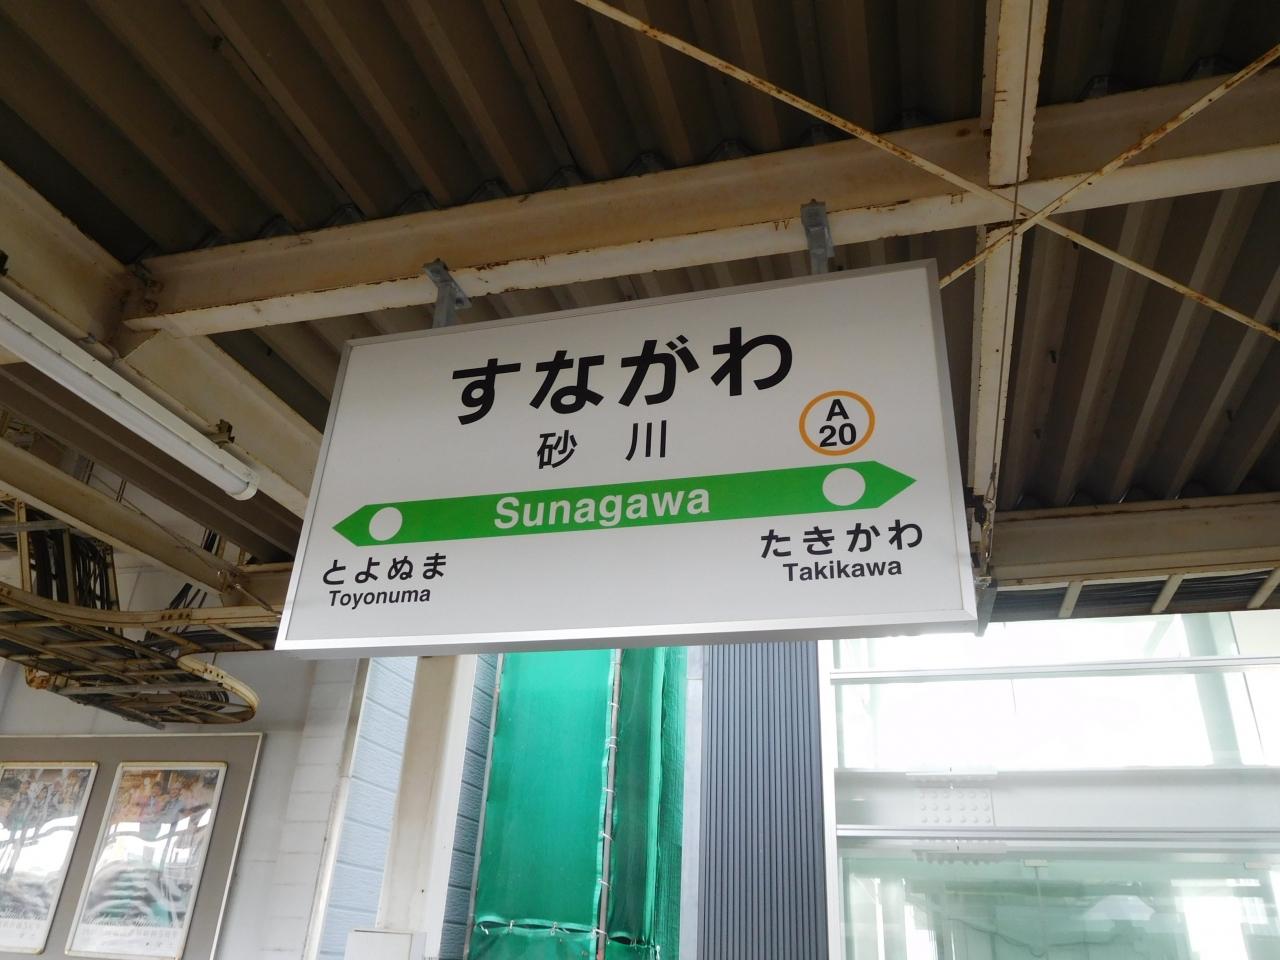 すながわ
砂川
A
20
Sunagawa
とよぬま
Toyonuma
たきかわ
Takikawa